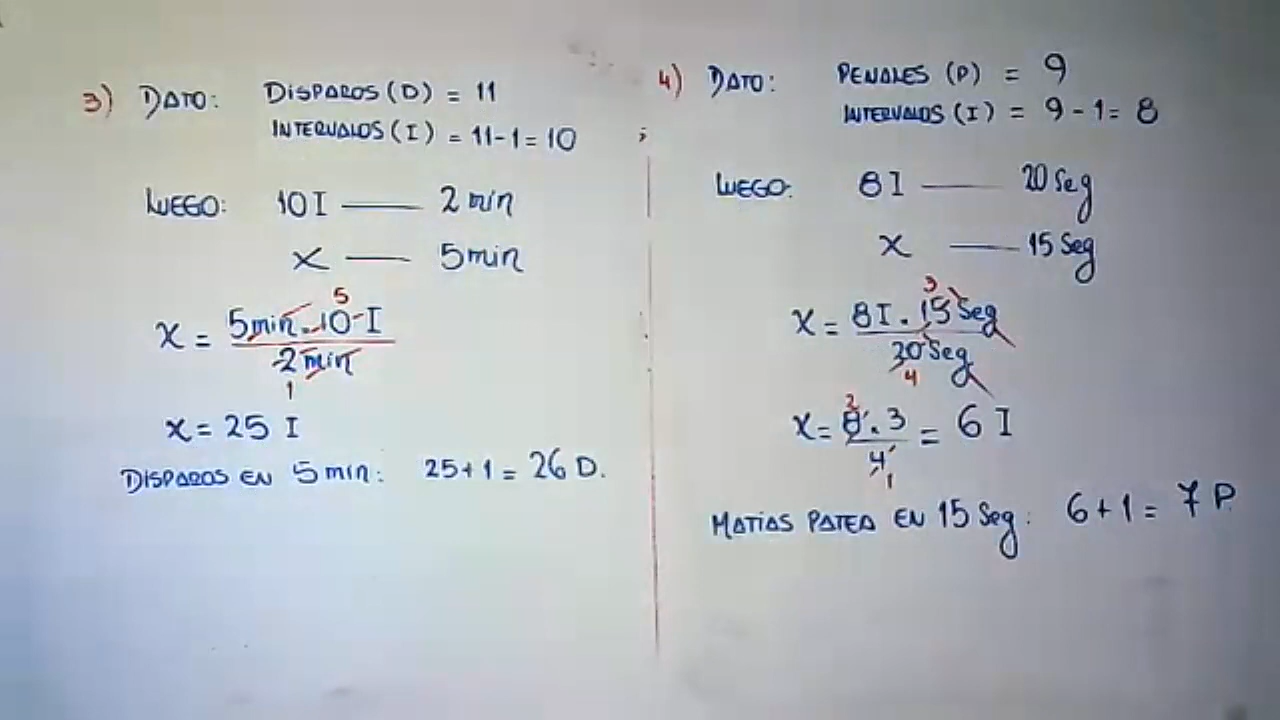 3) DATO: DISPAROS (D) = 11
INTERVALOS (I) = 11 - 1 = 10
LUEGO: 10 I —— 2 min
x —— 5 min
5
x = 5 min . 10 I
2 min
1
x = 25 I
DISPAROS EN 5 min: 25 + 1 = 26 D.
;
4) DATO: PENALES (P) = 9
INTERVALOS (I) = 9 - 1 = 8
LUEGO: 8 I —— 20 Seg
x —— 15 Seg
3
x = 8 I . 15 Seg
20 Seg
4
2
x = 8 . 3 = 6 I
4
1
MATIAS PATEA EN 15 Seg: 6 + 1 = 7 P.